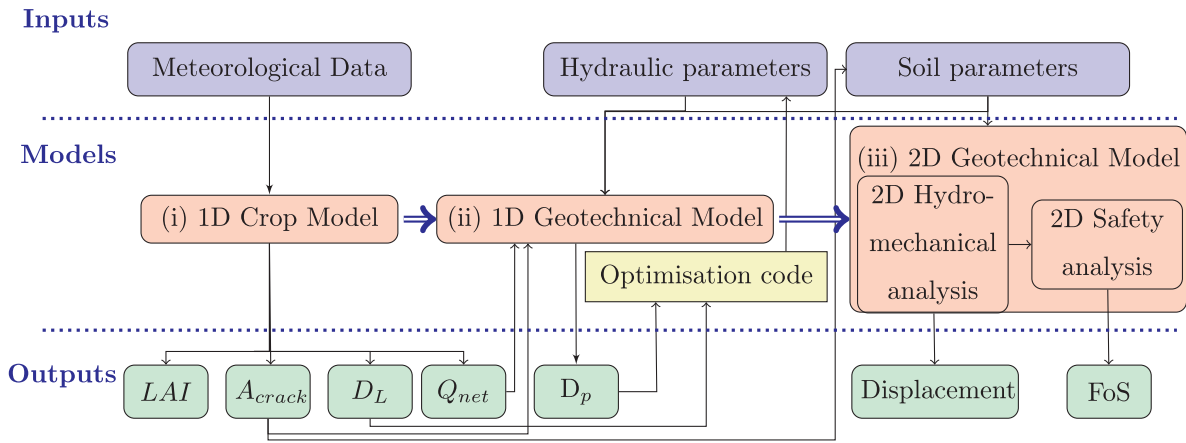 Inputs
Meteorological Data
Hydraulic parameters
Soil parameters
Models
(i) 1D Crop Model
(ii) 1D Geotechnical Model
(iii) 2D Geotechnical Model
2D Hydro-
mechanical
analysis
2D Safety
analysis
Optimisation code
Outputs
LAI
A_crack
D_L
Q_net
D_p
Displacement
FoS